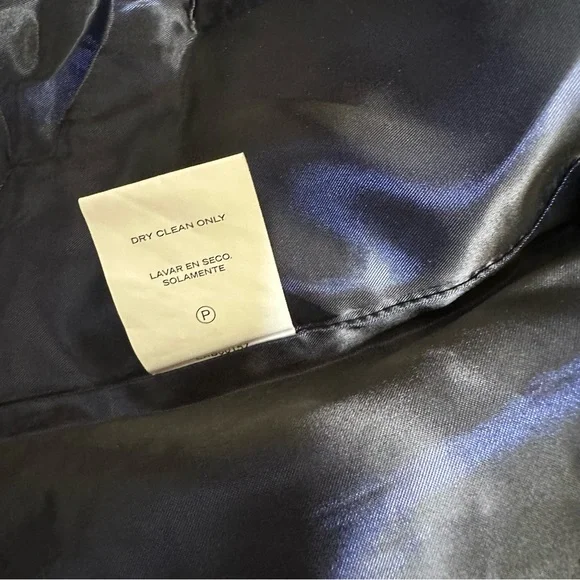 DRY CLEAN ONLY
LAVAR EN SECO.
SOLAMENTE
P